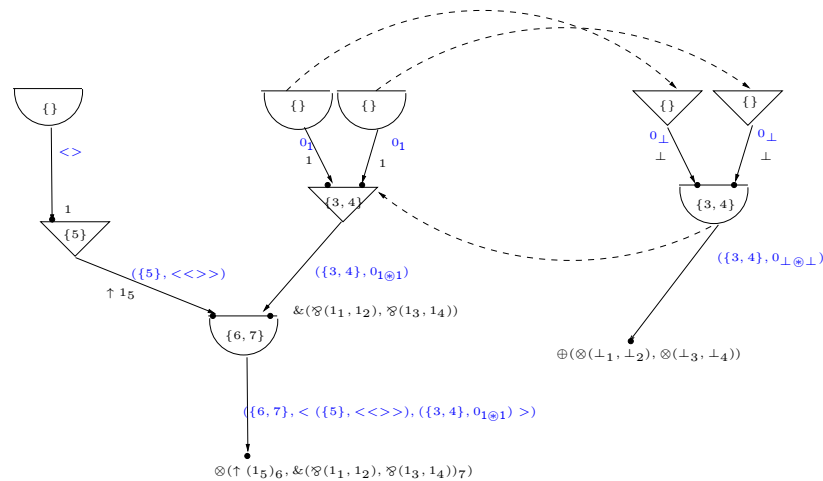 {} {} {} {} {}
<> 0₁ 0₁ 0⊥ 0⊥
1 1 ⊥ ⊥
1 {3, 4} {3, 4}
{5}
({5}, <<>>) ({3, 4}, 0₁⊛₁) ({3, 4}, 0⊥⊛⊥)
↑ 1₅
&(⅋(1₁, 1₂), ⅋(1₃, 1₄))
{6, 7}
⊕(⊗(⊥₁, ⊥₂), ⊗(⊥₃, ⊥₄))
({6, 7}, < ({5}, <<>>), ({3, 4}, 0₁⊛₁) >)
⊗(↑ (1₅)₆, &(⅋(1₁, 1₂), ⅋(1₃, 1₄))₇)